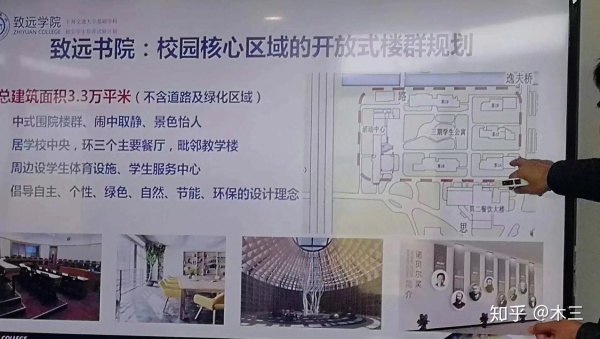 致远学院
ZHIYUAN COLLEGE
致远书院：校园核心区域的开放式楼群规划
总建筑面积3.3万平米（不含道路及绿化区域）
中式围院楼群、闹中取静、景色怡人
居学校中央，环三个主要餐厅，毗邻教学楼
周边设学生体育设施、学生服务中心
倡导自主、个性、绿色、自然、节能、环保的设计理念
逸夫桥
路
活动中心
三期学生公寓
第二餐饮大楼
思
诺贝尔奖
简介
COLLEGE
知乎 @木三